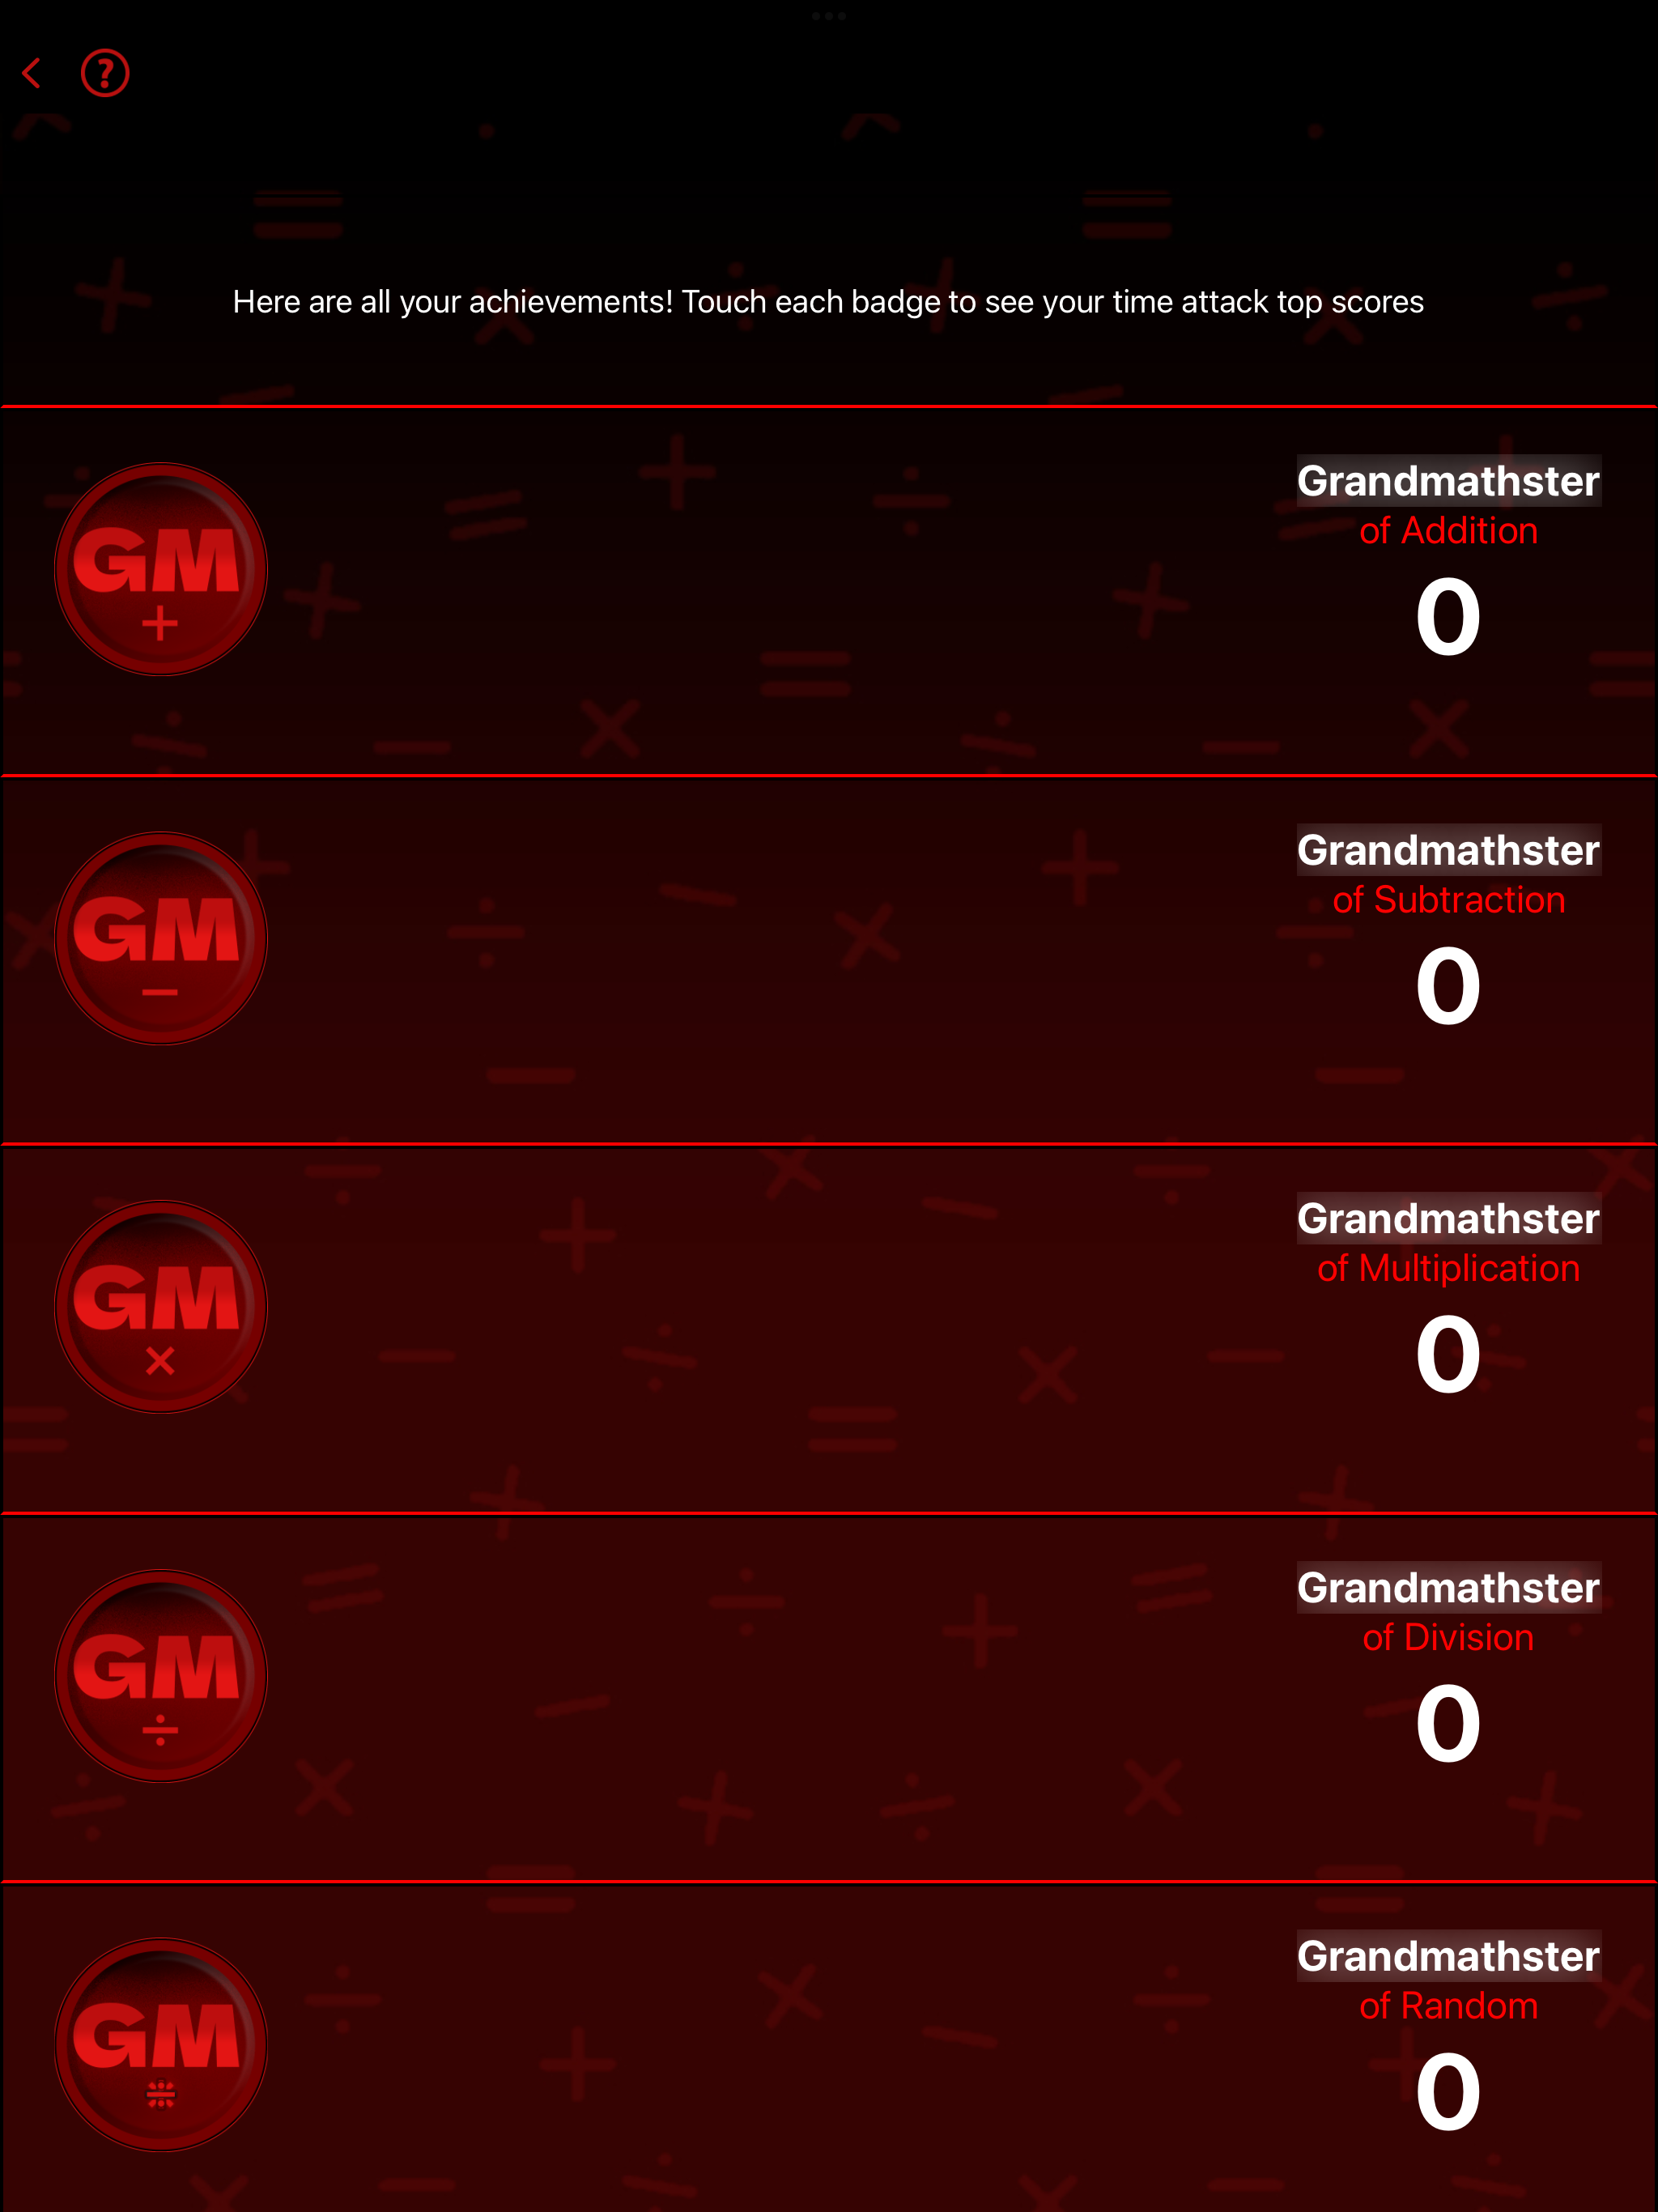 ?
Here are all your achievements! Touch each badge to see your time attack top scores
GM
+
Grandmathster
of Addition
0
GM
−
Grandmathster
of Subtraction
0
GM
×
Grandmathster
of Multiplication
0
GM
÷
Grandmathster
of Division
0
GM
Grandmathster
of Random
0